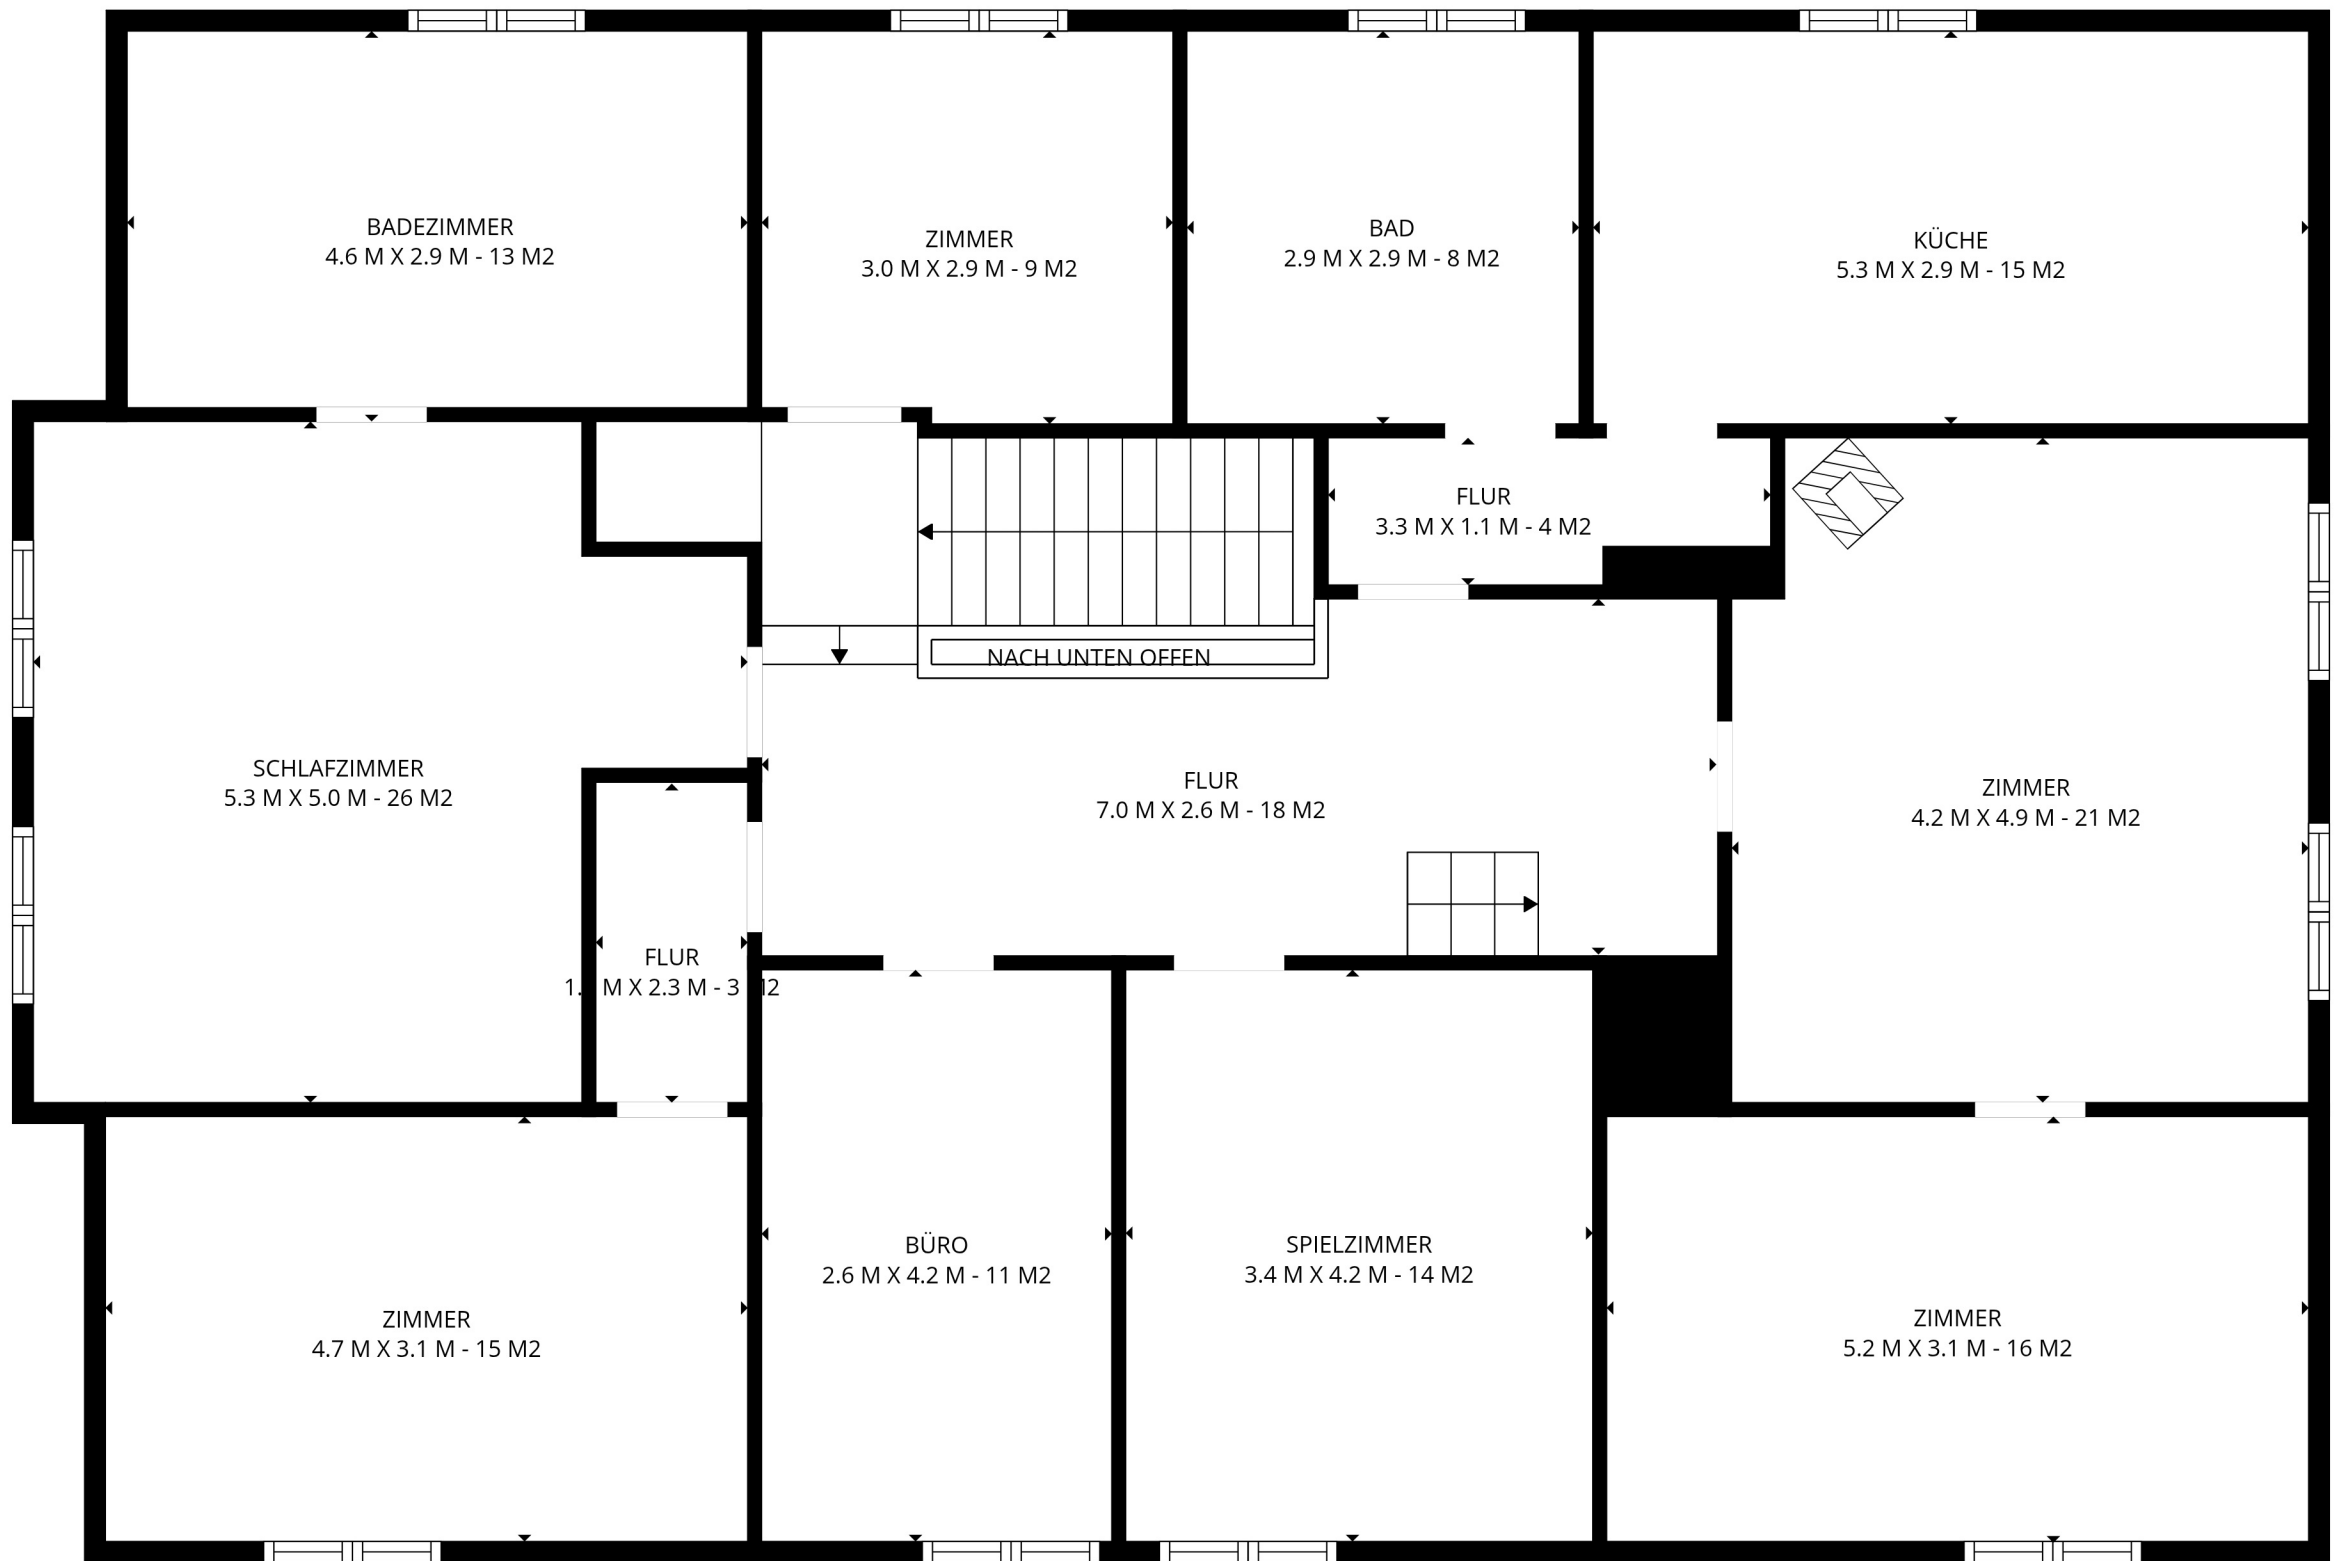 BADEZIMMER
4.6 M X 2.9 M - 13 M2
ZIMMER
3.0 M X 2.9 M - 9 M2
BAD
2.9 M X 2.9 M - 8 M2
KÜCHE
5.3 M X 2.9 M - 15 M2
FLUR
3.3 M X 1.1 M - 4 M2
NACH UNTEN OFFEN
SCHLAFZIMMER
5.3 M X 5.0 M - 26 M2
FLUR
7.0 M X 2.6 M - 18 M2
ZIMMER
4.2 M X 4.9 M - 21 M2
FLUR
M X 2.3 M - 3 M2
BÜRO
2.6 M X 4.2 M - 11 M2
SPIELZIMMER
3.4 M X 4.2 M - 14 M2
ZIMMER
4.7 M X 3.1 M - 15 M2
ZIMMER
5.2 M X 3.1 M - 16 M2